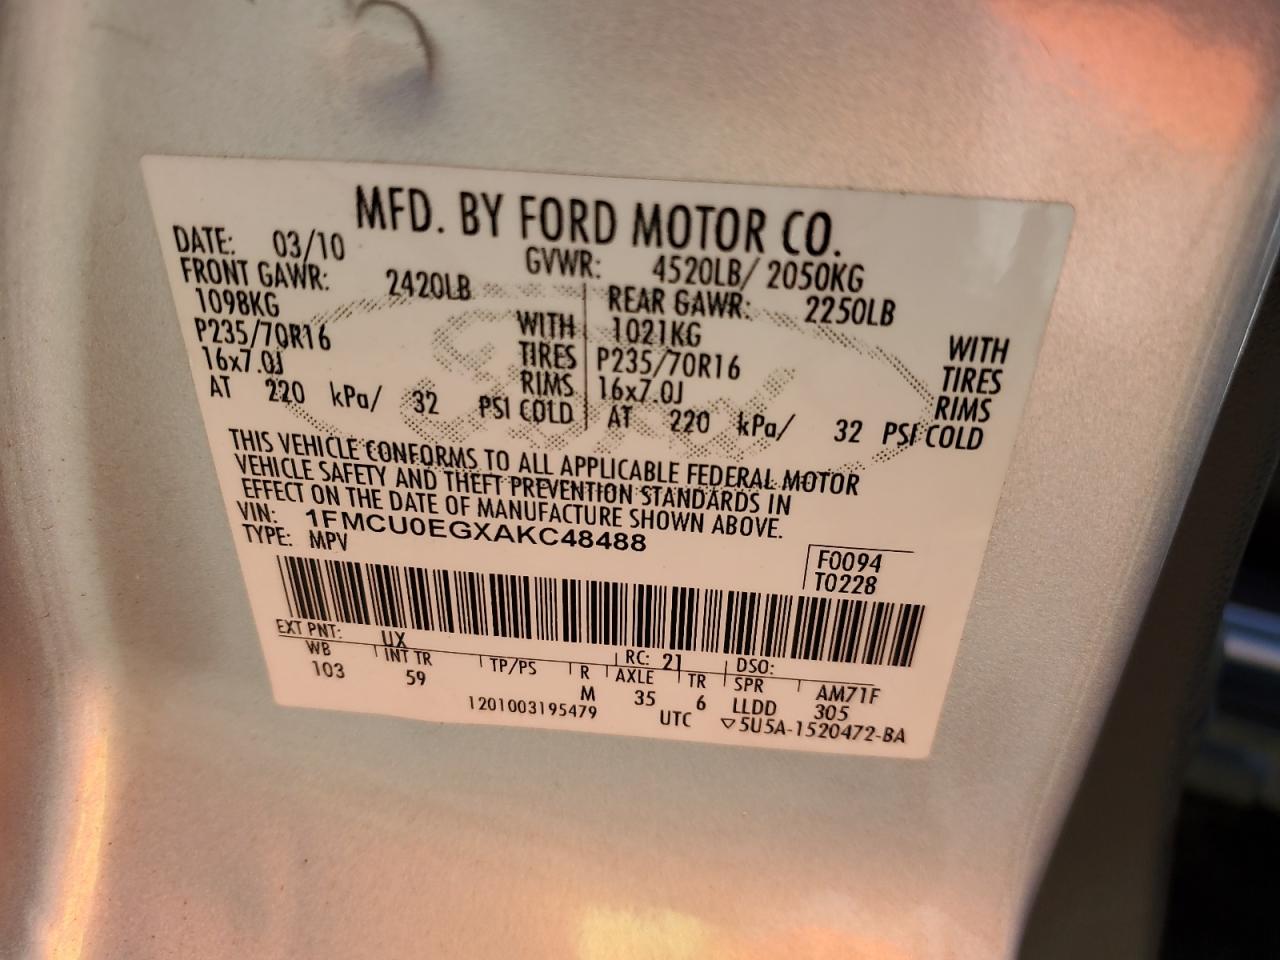 MFD. BY FORD MOTOR CO.
DATE: 03/10
GVWR: 4520LB/ 2050KG
FRONT GAWR: 2420LB
1098KG WITH
P235/70R16 TIRES
16x7.0J RIMS
AT 220 kPa/ 32 PSI COLD
REAR GAWR: 2250LB
1021KG WITH
P235/70R16 TIRES
16x7.0J RIMS
AT 220 kPa/ 32 PSI COLD
THIS VEHICLE CONFORMS TO ALL APPLICABLE FEDERAL MOTOR
VEHICLE SAFETY AND THEFT PREVENTION STANDARDS IN
EFFECT ON THE DATE OF MANUFACTURE SHOWN ABOVE.
VIN: 1FMCU0EGXAKC48488
TYPE: MPV
F0094
T0228
EXT PNT: UX RC: 21 DSO:
WB INT TR TP/PS R AXLE TR SPR AM71F
103 59 M 35 6 LLDD 305
1201003195479 UTC ▽5U5A-1520472-BA